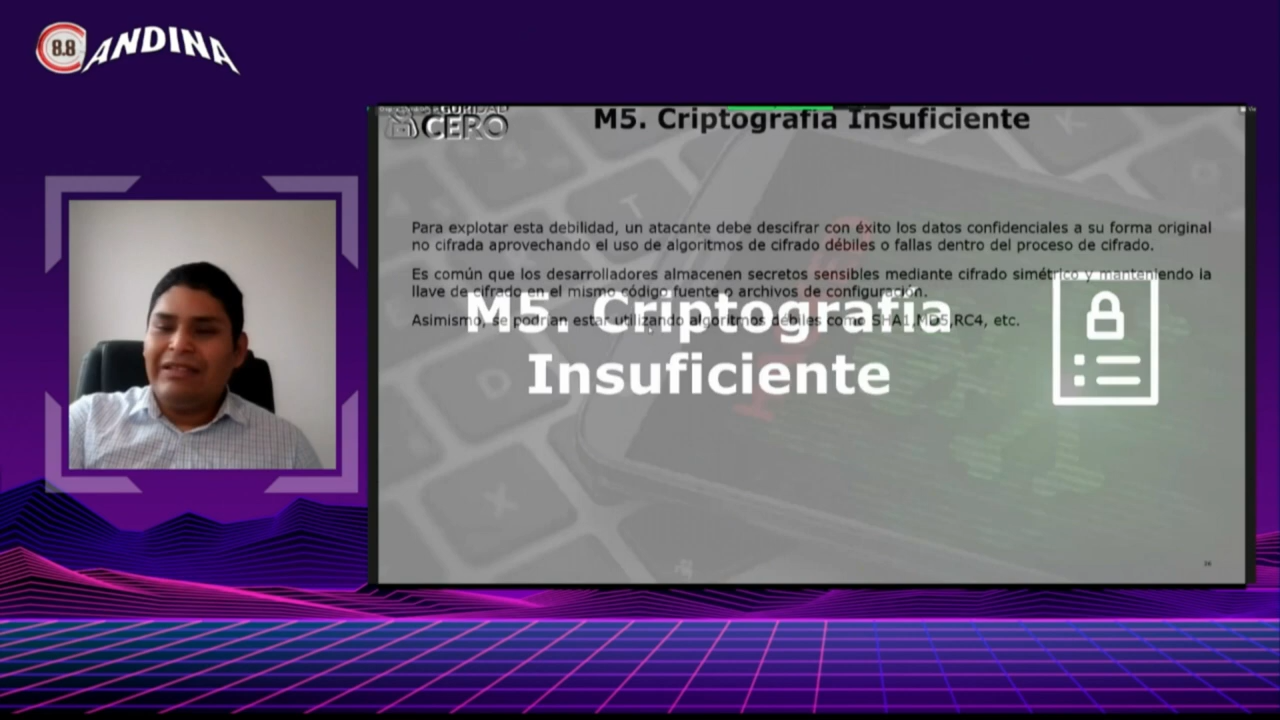 8.8 ANDINA
SEGURIDAD
CERO
M5. Criptografía Insuficiente
Para explotar esta debilidad, un atacante debe descifrar con éxito los datos confidenciales a su forma original
no cifrada aprovechando el uso de algoritmos de cifrado débiles o fallas dentro del proceso de cifrado.
Es común que los desarrolladores almacenen secretos sensibles mediante cifrado simétrico y manteniendo la
llave de cifrado en el mismo código fuente o archivos de configuración.
Asimismo, se podrían estar utilizando algoritmos débiles como SHA1,MD5,RC4, etc.
M5. Criptografía
Insuficiente